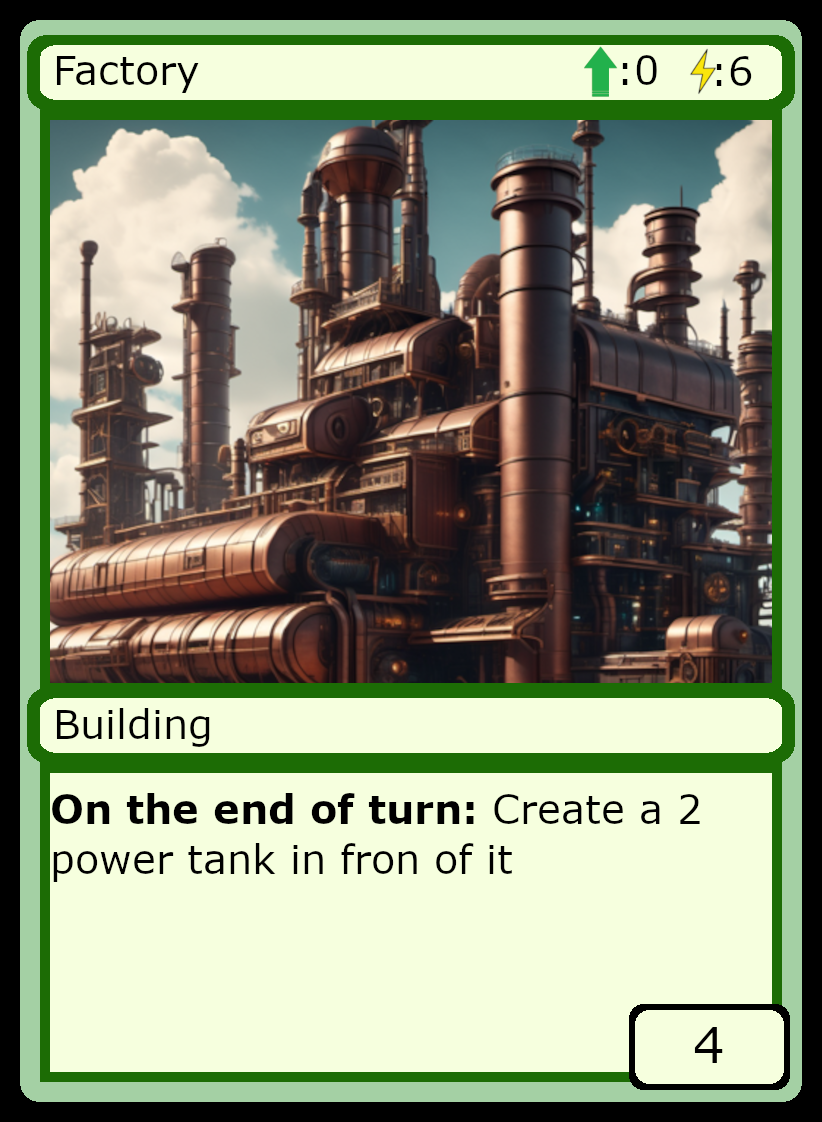 Factory :0 :6
Building
On the end of turn: Create a 2
power tank in fron of it
4